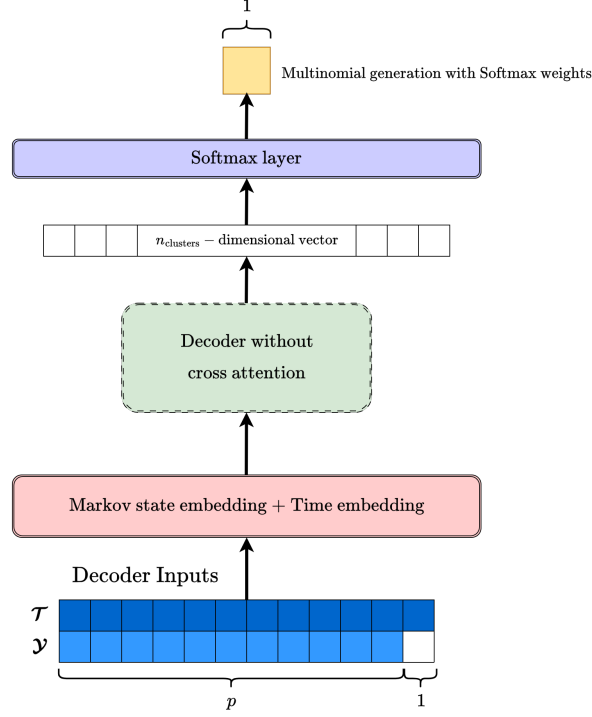 1
Multinomial generation with Softmax weights
Softmax layer
n_clusters − dimensional vector
Decoder without
cross attention
Markov state embedding + Time embedding
Decoder Inputs
𝒯
𝒴
p
1